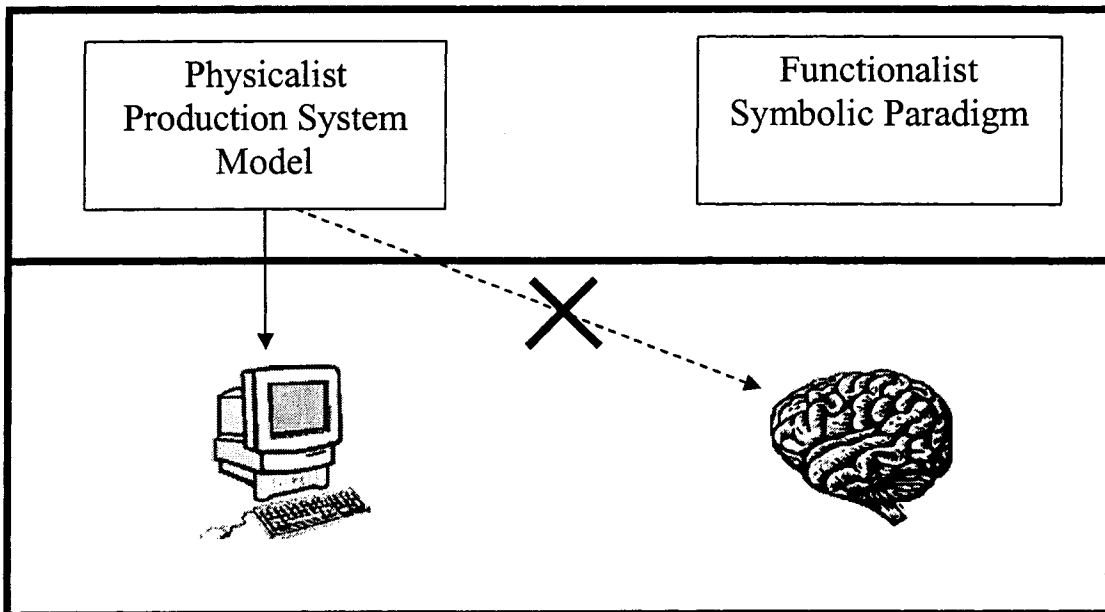 Physicalist
Production System
Model
Functionalist
Symbolic Paradigm